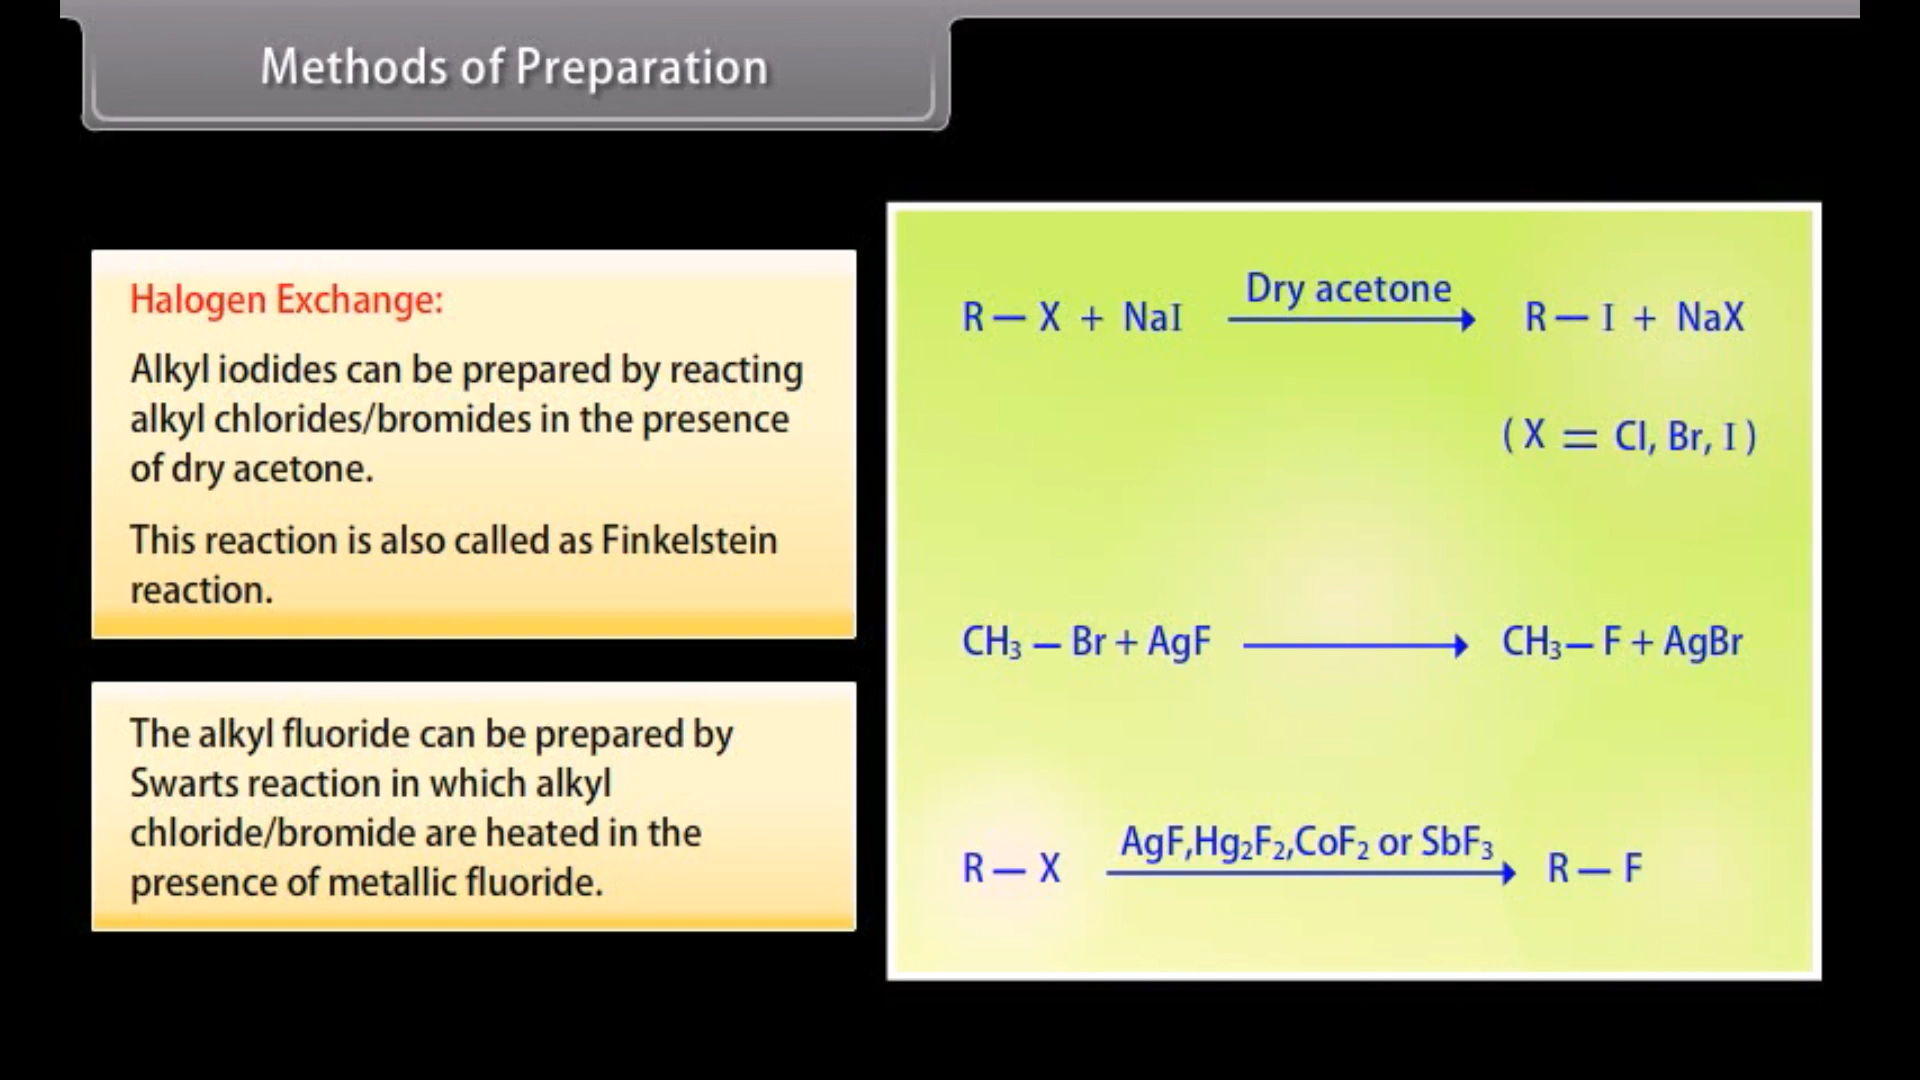 Methods of Preparation
Halogen Exchange:
Alkyl iodides can be prepared by reacting
alkyl chlorides/bromides in the presence
of dry acetone.
This reaction is also called as Finkelstein
reaction.
The alkyl fluoride can be prepared by
Swarts reaction in which alkyl
chloride/bromide are heated in the
presence of metallic fluoride.
Dry acetone
R — X + NaI ⟶ R — I + NaX
( X = Cl, Br, I )
CH₃ — Br + AgF ⟶ CH₃ — F + AgBr
AgF,Hg₂F₂,CoF₂ or SbF₃
R — X ⟶ R — F